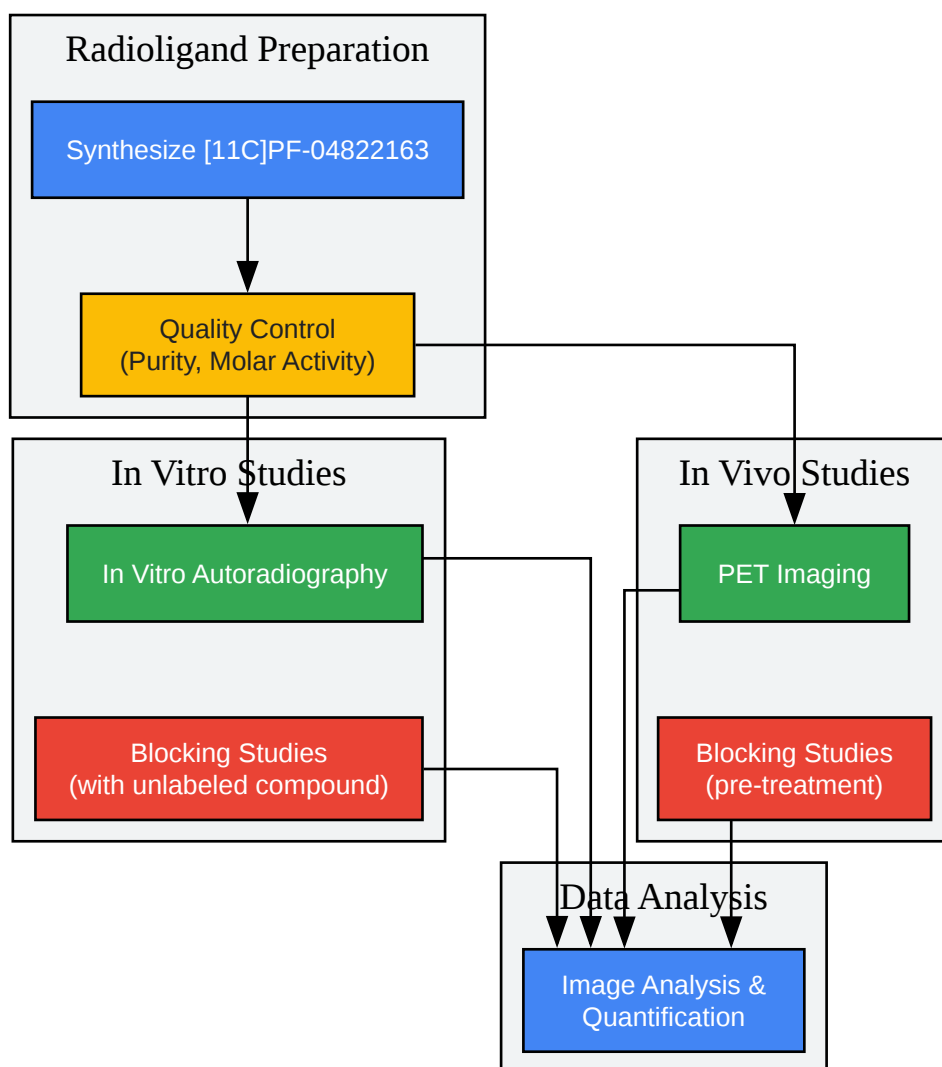 Radioligand Preparation
Synthesize [11C]PF-04822163
Quality Control
(Purity, Molar Activity)
In Vitro Studies
In Vitro Autoradiography
Blocking Studies
(with unlabeled compound)
In Vivo Studies
PET Imaging
Blocking Studies
(pre-treatment)
Data Analysis
Image Analysis &
Quantification